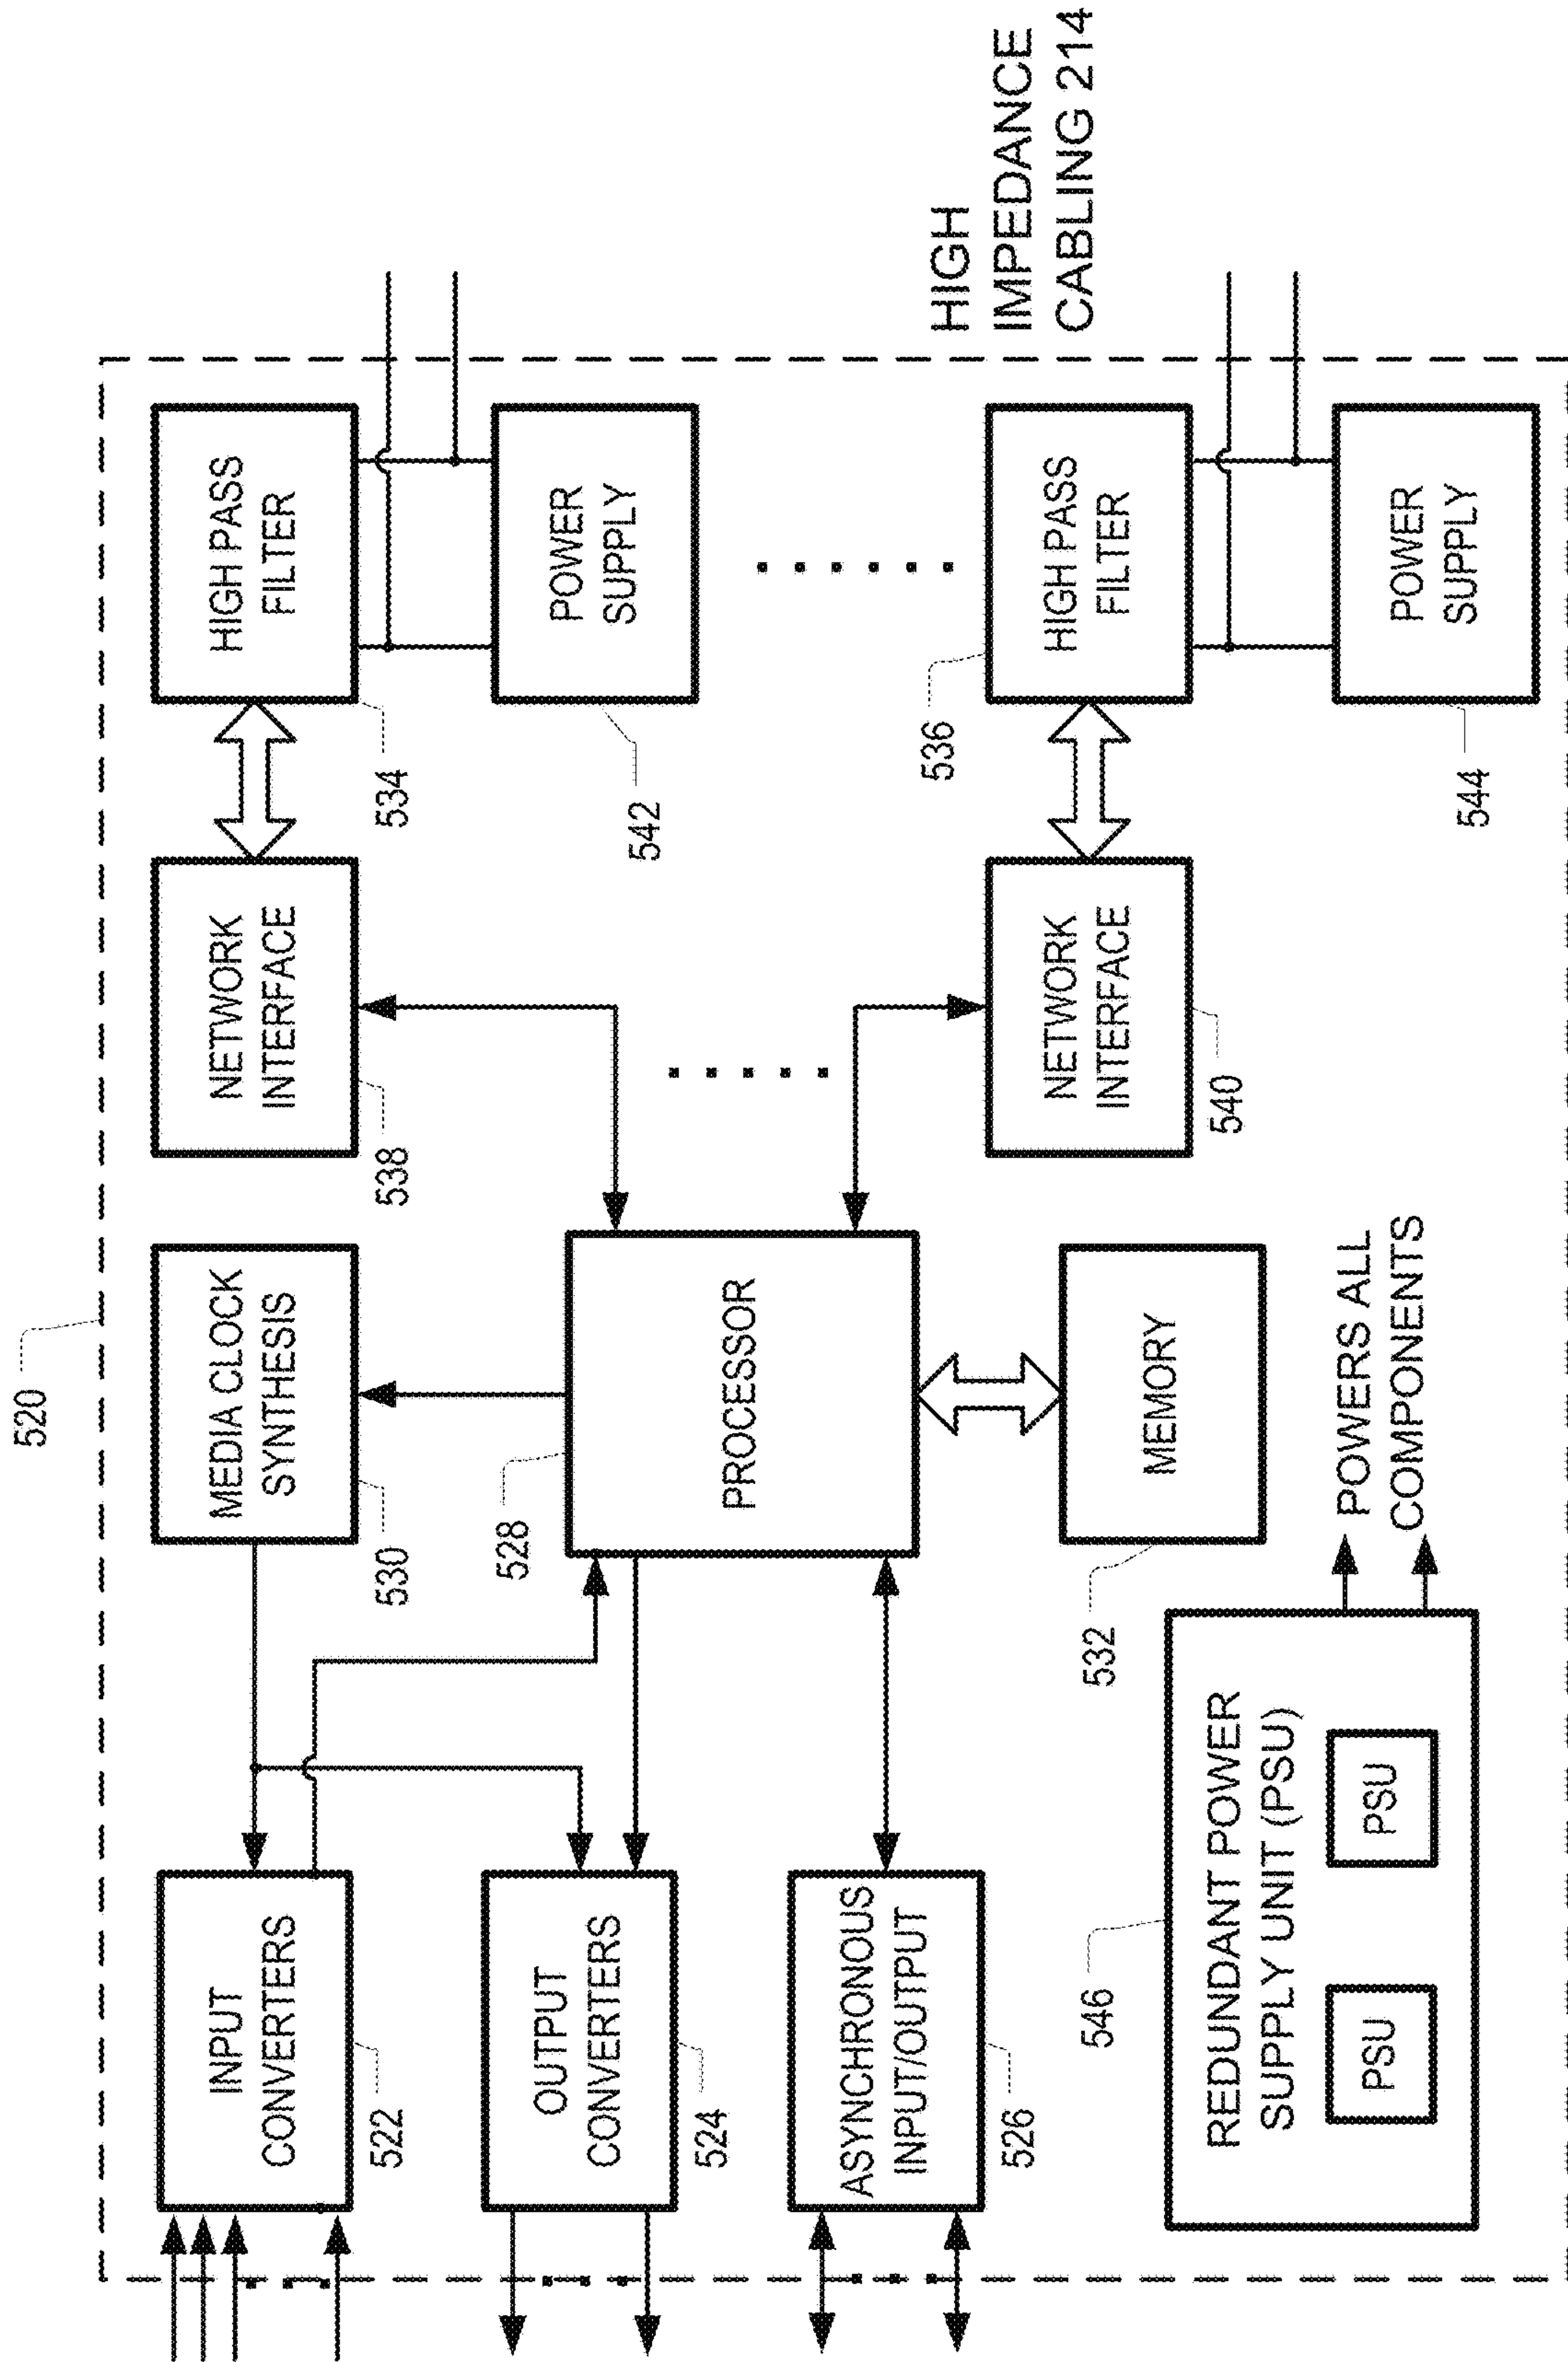 520
INPUT
CONVERTERS
522
MEDIA CLOCK
SYNTHESIS
530
NETWORK
INTERFACE
538
HIGH PASS
FILTER
534
OUTPUT
CONVERTERS
524
PROCESSOR
528
POWER
SUPPLY
542
ASYNCHRONOUS
INPUT/OUTPUT
526
MEMORY
532
NETWORK
INTERFACE
540
HIGH PASS
FILTER
536
HIGH
IMPEDANCE
CABLING 214
REDUNDANT POWER
SUPPLY UNIT (PSU)
546
PSU
PSU
POWERS ALL
COMPONENTS
POWER
SUPPLY
544